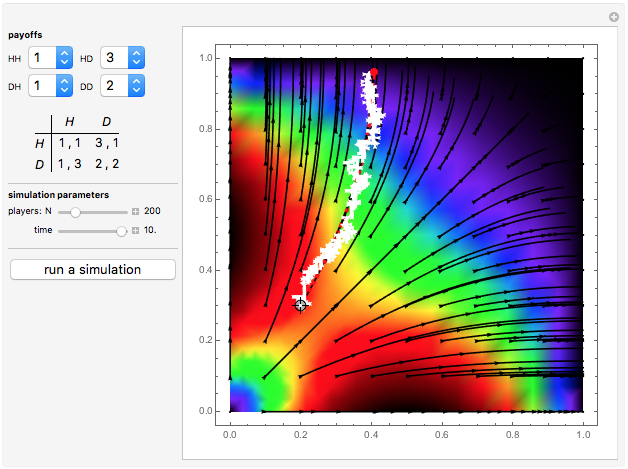 payoffs
HH 1 HD 3
DH 1 DD 2
H D
H 1 , 1 3 , 1
D 1 , 3 2 , 2
simulation parameters
players: N 200
time 10.
run a simulation
1.0
0.8
0.6
0.4
0.2
0.0
0.0 0.2 0.4 0.6 0.8 1.0